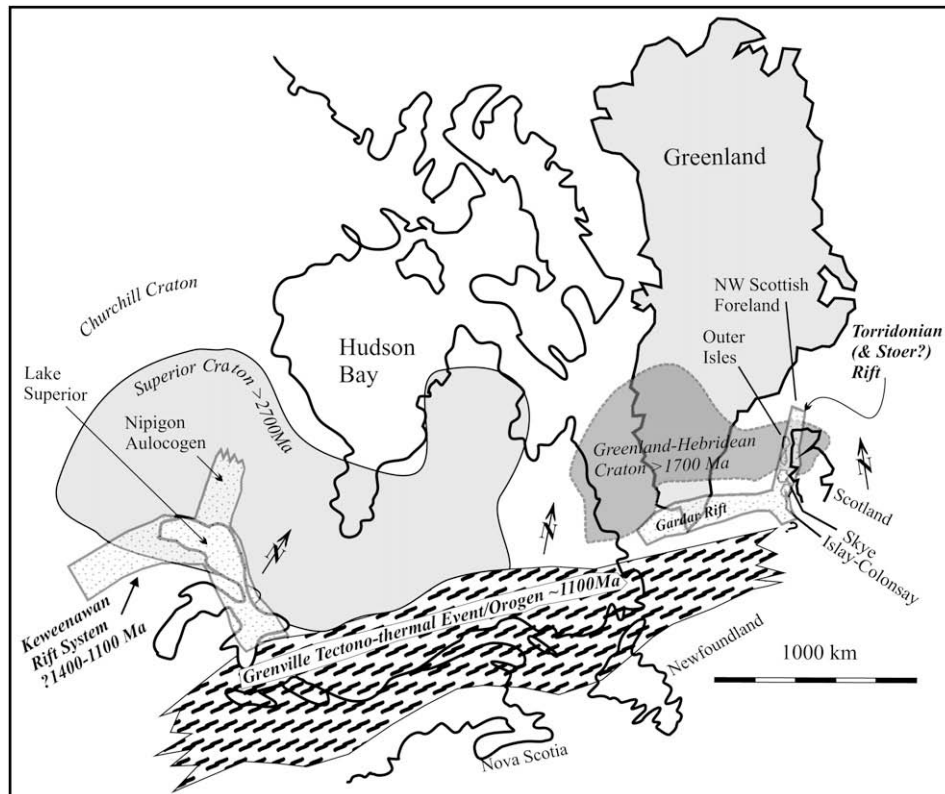 Greenland
NW Scottish
Foreland
Torridonian
(& Stoer?)
Rift
Outer
Isles
Churchill Craton
Hudson
Bay
Lake
Superior
Superior Craton >2700Ma
Nipigon
Aulocogen
Greenland-Hebridean
Craton >1700 Ma
N
Scotland
Gardar Rift
?
Skye
Islay-Colonsay
N
N
Keweenawan
Rift System
?1400-1100 Ma
Grenville Tectono-thermal Event/Orogen ~1100Ma
Newfoundland
1000 km
Nova Scotia